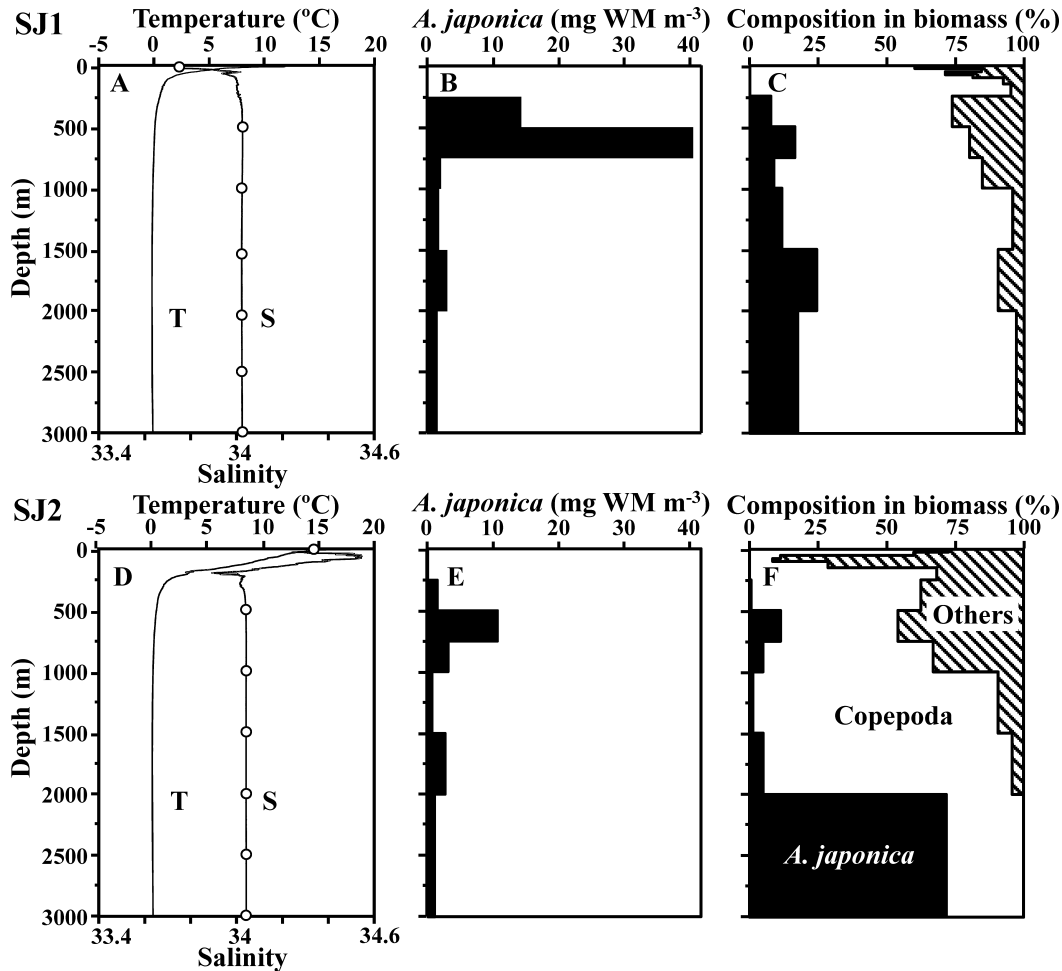 SJ1
Temperature (ºC)
-5 0 5 10 15 20
A. japonica (mg WM m-3)
0 10 20 30 40
Composition in biomass (%)
0 25 50 75 100
Depth (m)
0
500
1000
1500
2000
2500
3000
A
B
C
T
S
33.4 34 34.6
Salinity
SJ2
Temperature (ºC)
-5 0 5 10 15 20
A. japonica (mg WM m-3)
0 10 20 30 40
Composition in biomass (%)
0 25 50 75 100
Depth (m)
0
500
1000
1500
2000
2500
3000
D
E
F
Others
Copepoda
A. japonica
T
S
33.4 34 34.6
Salinity